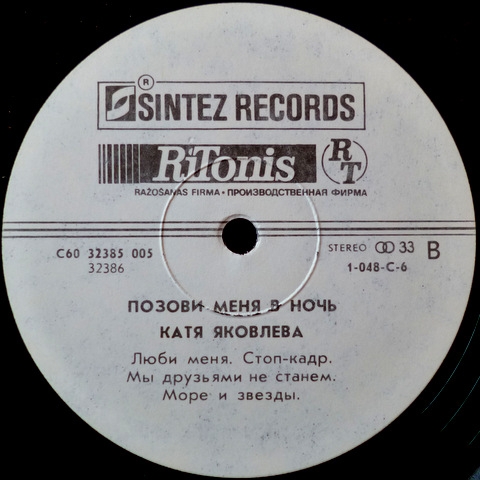 ®
SINTEZ RECORDS
RiTonis RT
RAŽOŠANAS FIRMA • ПРОИЗВОДСТВЕННАЯ ФИРМА
С60 32385 005 STEREO 33 B
32386 1-048-С-6
ПОЗОВИ МЕНЯ В НОЧЬ
КАТЯ ЯКОВЛЕВА
Люби меня. Стоп-кадр.
Мы друзьями не станем.
Море и звезды.